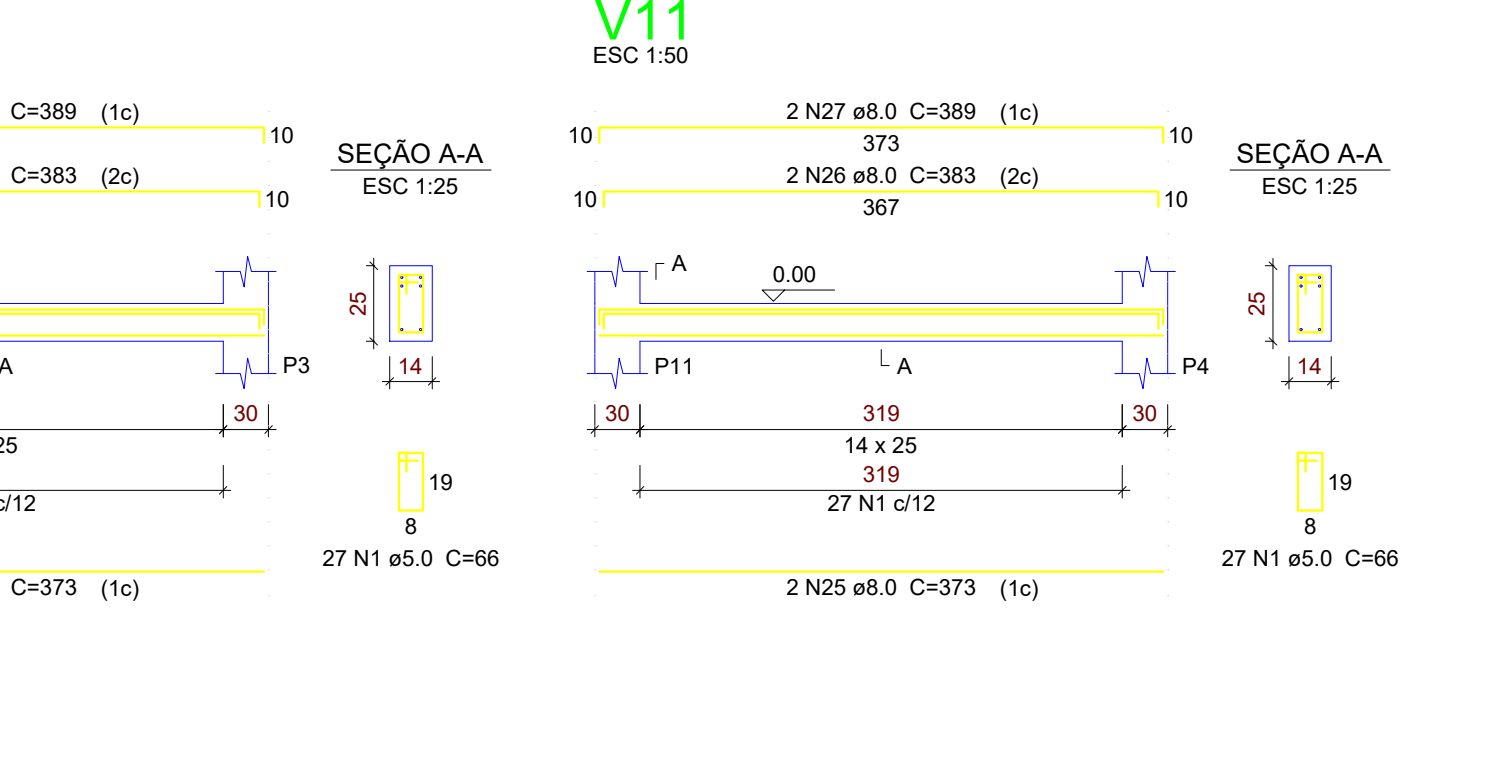 V11
ESC 1:50
C=389 (1c)
10
C=383 (2c)
10
SEÇÃO A-A
ESC 1:25
25
14
A
P3
30
25
c/12
19
8
27 N1 ø5.0 C=66
C=373 (1c)
2 N27 ø8.0 C=389 (1c)
10
10
373
2 N26 ø8.0 C=383 (2c)
10
10
367
A
0.00
P11
A
P4
30
319
30
14 x 25
319
27 N1 c/12
2 N25 ø8.0 C=373 (1c)
SEÇÃO A-A
ESC 1:25
25
14
19
8
27 N1 ø5.0 C=66